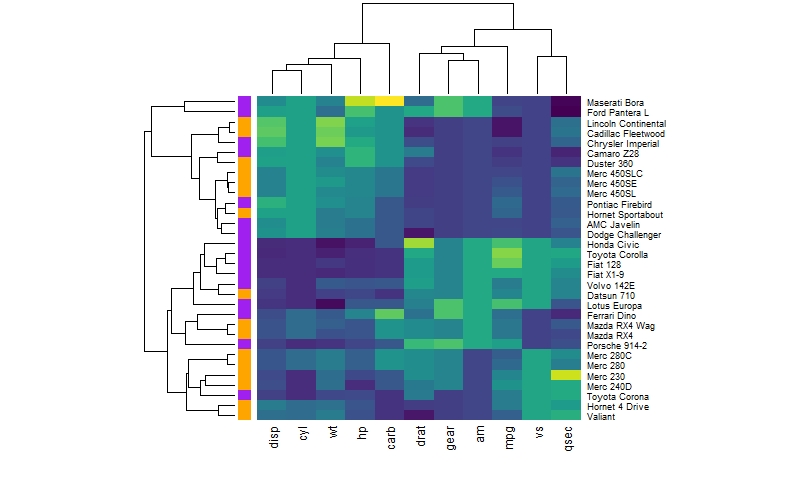 Maserati Bora
Ford Pantera L
Lincoln Continental
Cadillac Fleetwood
Chrysler Imperial
Camaro Z28
Duster 360
Merc 450SLC
Merc 450SE
Merc 450SL
Pontiac Firebird
Hornet Sportabout
AMC Javelin
Dodge Challenger
Honda Civic
Toyota Corolla
Fiat 128
Fiat X1-9
Volvo 142E
Datsun 710
Lotus Europa
Ferrari Dino
Mazda RX4 Wag
Mazda RX4
Porsche 914-2
Merc 280C
Merc 280
Merc 230
Merc 240D
Toyota Corona
Hornet 4 Drive
Valiant
disp cyl wt hp carb drat gear am mpg vs qsec